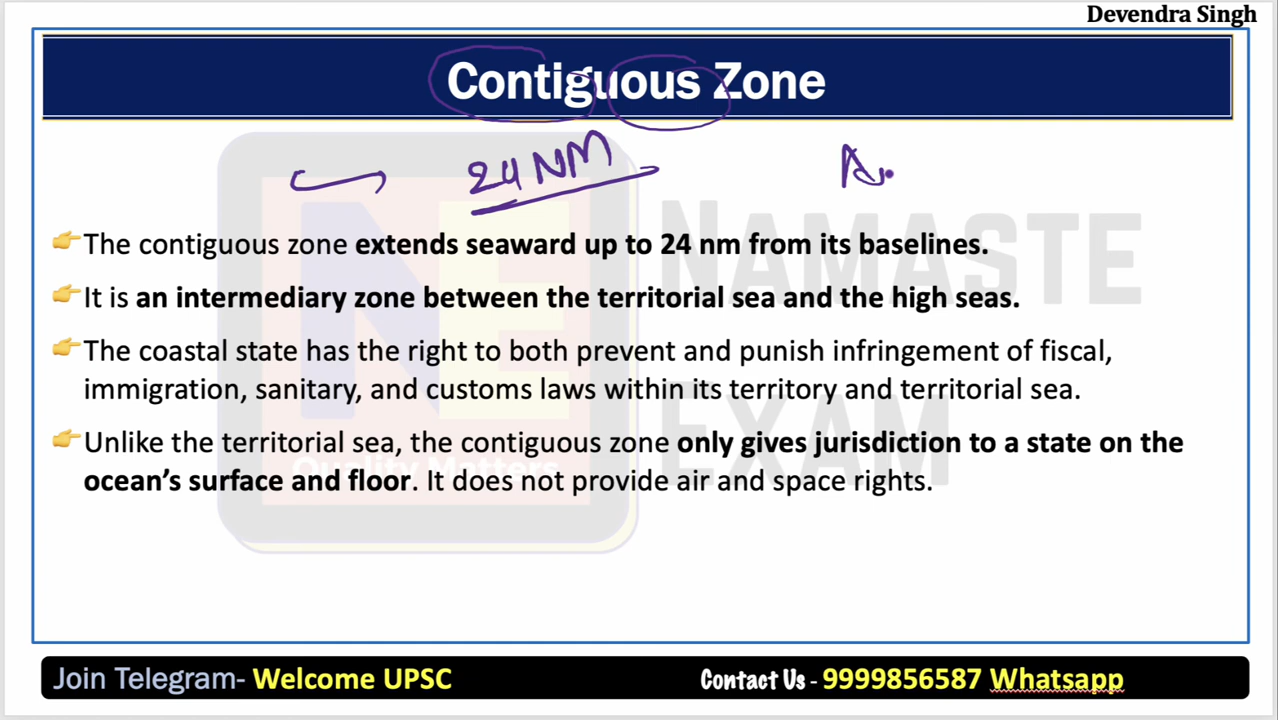 Devendra Singh
Contiguous Zone
24 NM
The contiguous zone extends seaward up to 24 nm from its baselines.
It is an intermediary zone between the territorial sea and the high seas.
The coastal state has the right to both prevent and punish infringement of fiscal,
immigration, sanitary, and customs laws within its territory and territorial sea.
Unlike the territorial sea, the contiguous zone only gives jurisdiction to a state on the
ocean’s surface and floor. It does not provide air and space rights.
NE
Quality Matters
NAMASTE
EXAM
Join Telegram- Welcome UPSC
Contact Us - 9999856587 Whatsapp